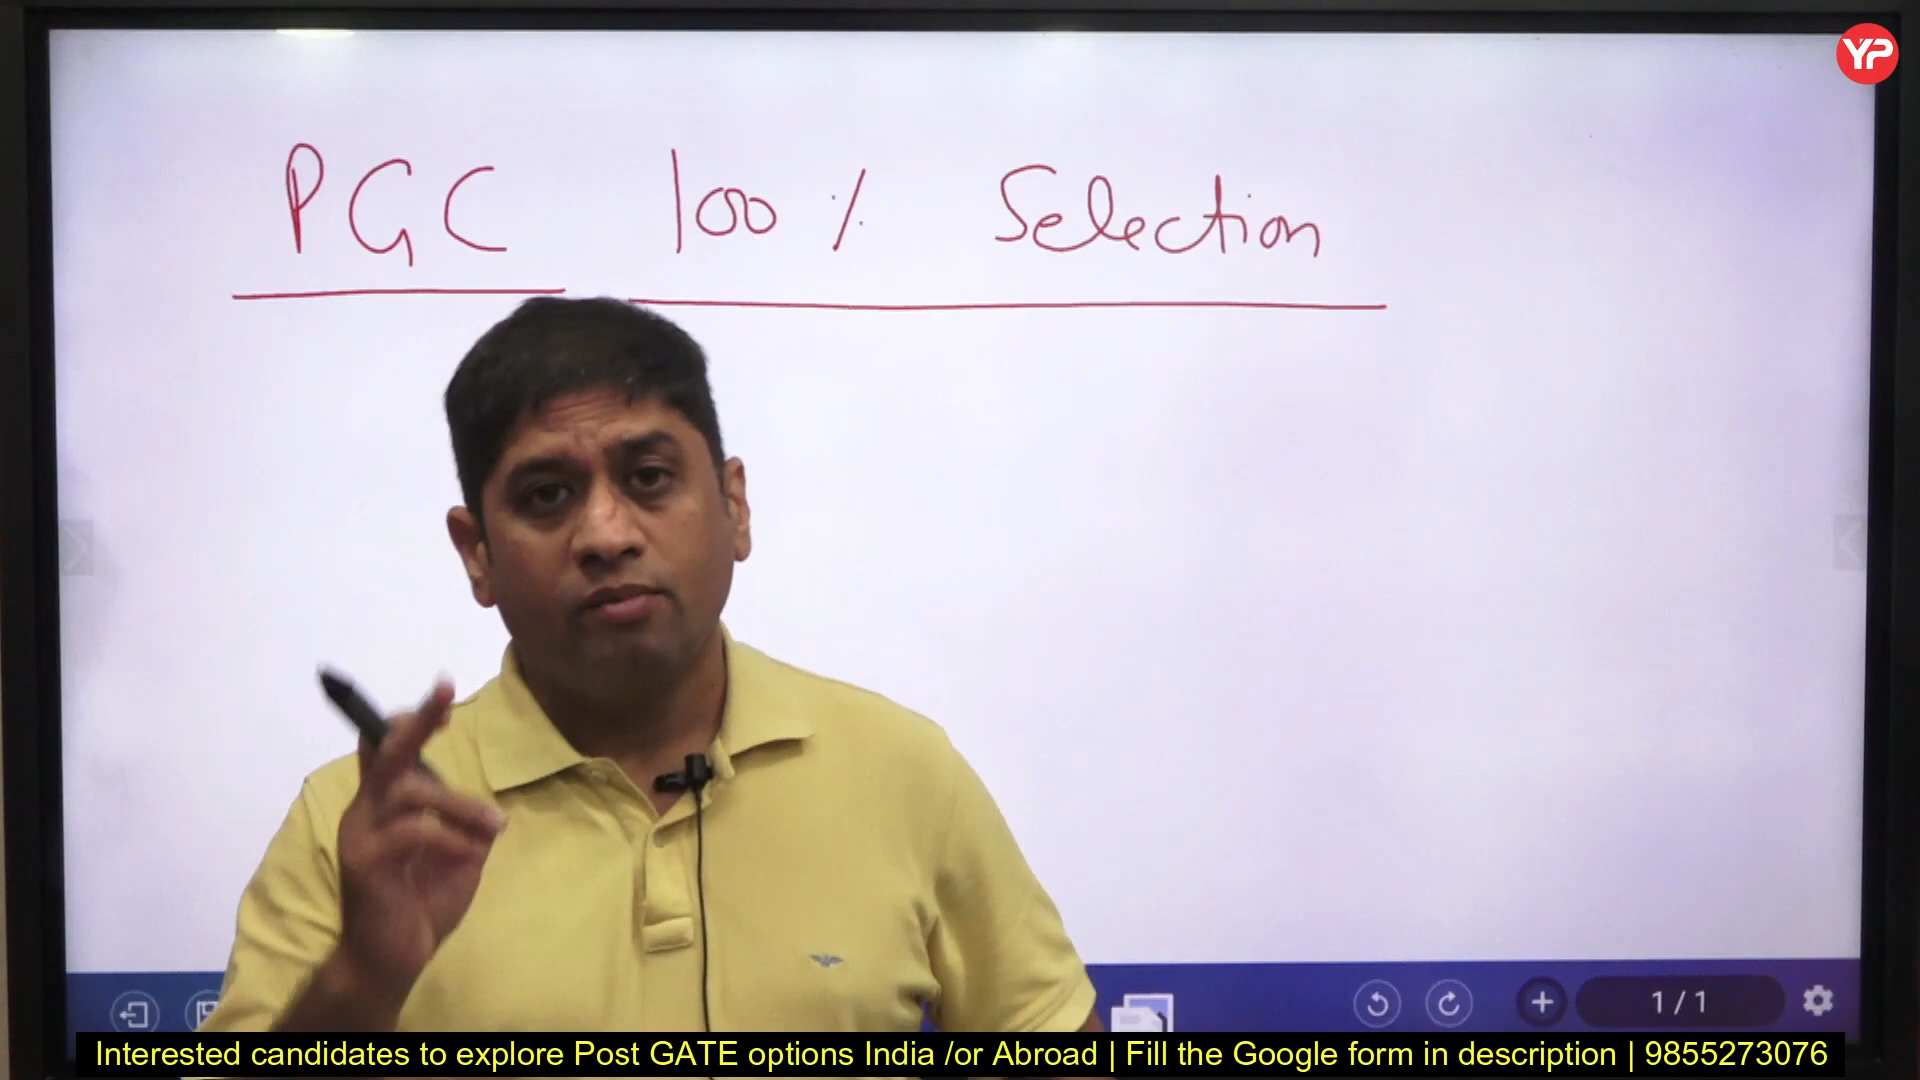 YP
PGC 100% Selection
1/1
Interested candidates to explore Post GATE options India /or Abroad | Fill the Google form in description | 9855273076